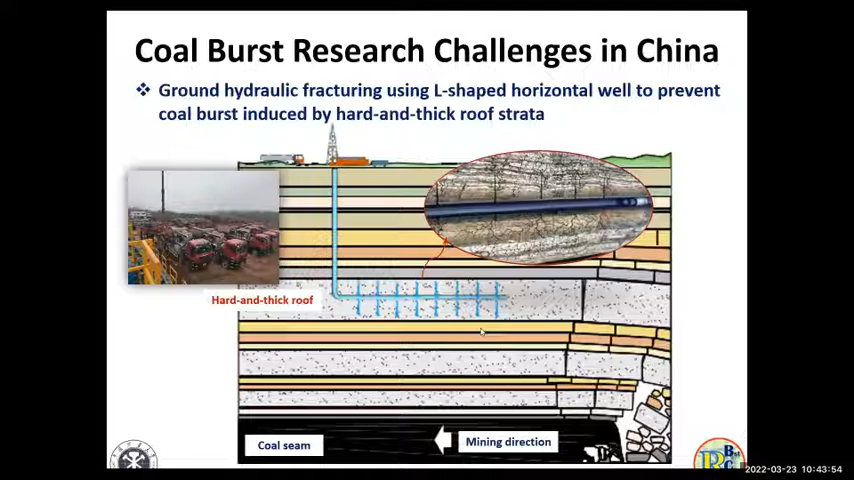 Coal Burst Research Challenges in China
❖ Ground hydraulic fracturing using L-shaped horizontal well to prevent
coal burst induced by hard-and-thick roof strata
Hard-and-thick roof
Coal seam
Mining direction
2022-03-23 10:43:54